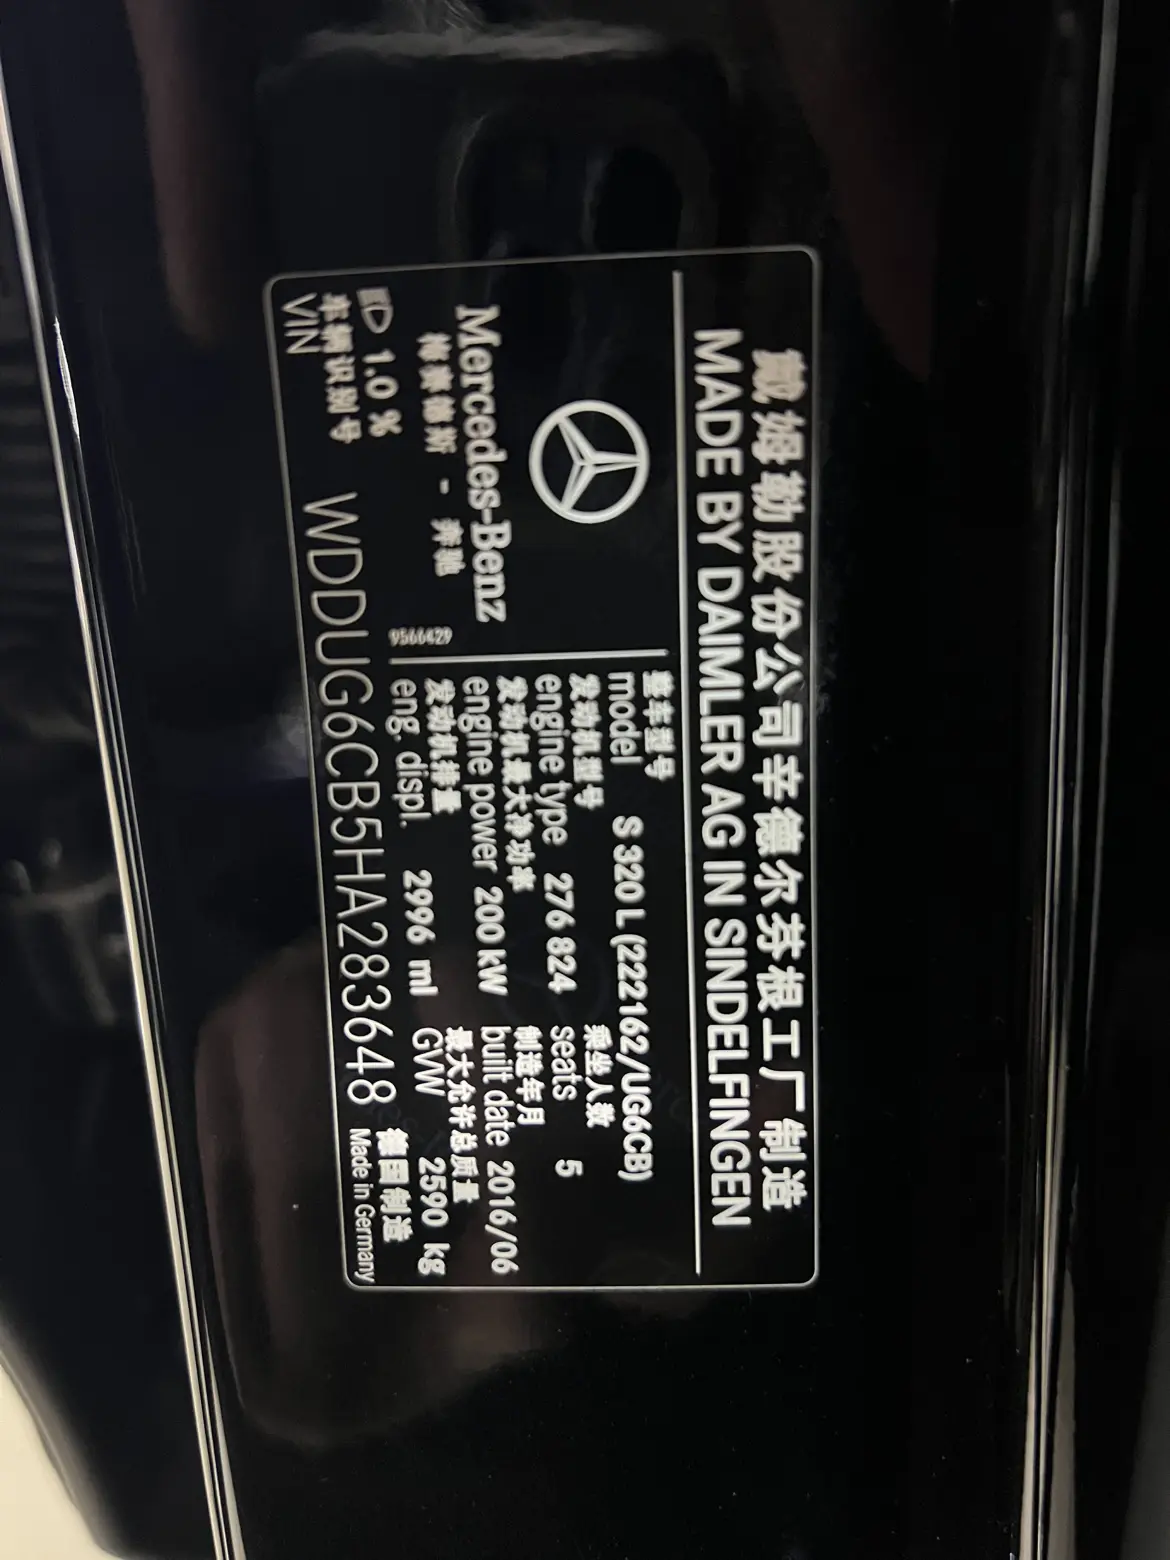 戴姆勒股份公司辛德尔芬根工厂制造
MADE BY DAIMLER AG IN SINDELFINGEN
Mercedes-Benz
梅赛德斯 - 奔驰
1.0 %
9566429
整车型号
model S 320 L (222162/UG6CB)
发动机型号 乘坐人数
engine type 276 824 seats 5
发动机最大净功率 制造年月
engine power 200 kW built date 2016/06
发动机排量 最大允许总质量
eng. displ. 2996 ml GVW 2590 kg
车辆识别号 德国制造
VIN WDDUG6CB5HA283648 Made in Germany